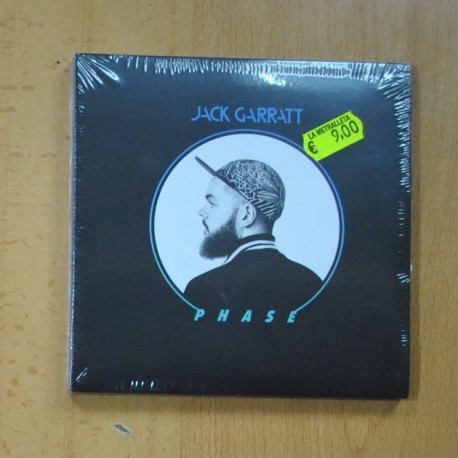 JACK GARRATT
LA METRALLETA
€ 9,00
PHASE